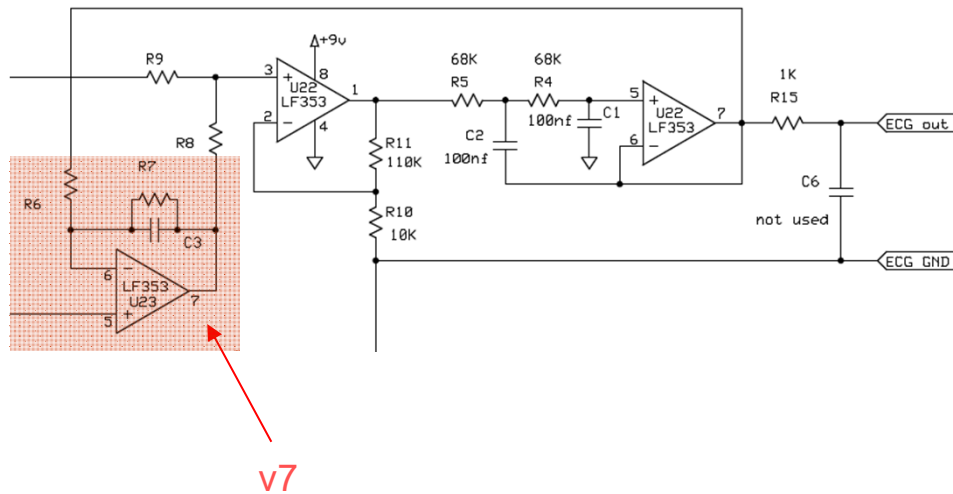 +9v
R9
3
+
8
U22
LF353
1
2
−
4
68K
R5
68K
R4
C2
100nf
100nf
C1
5
+
U22
LF353
7
6
−
1K
R15
ECG out
R8
R11
110K
R7
R6
C3
R10
10K
C6
not used
ECG GND
6
−
LF353
U23
7
5
+
v7